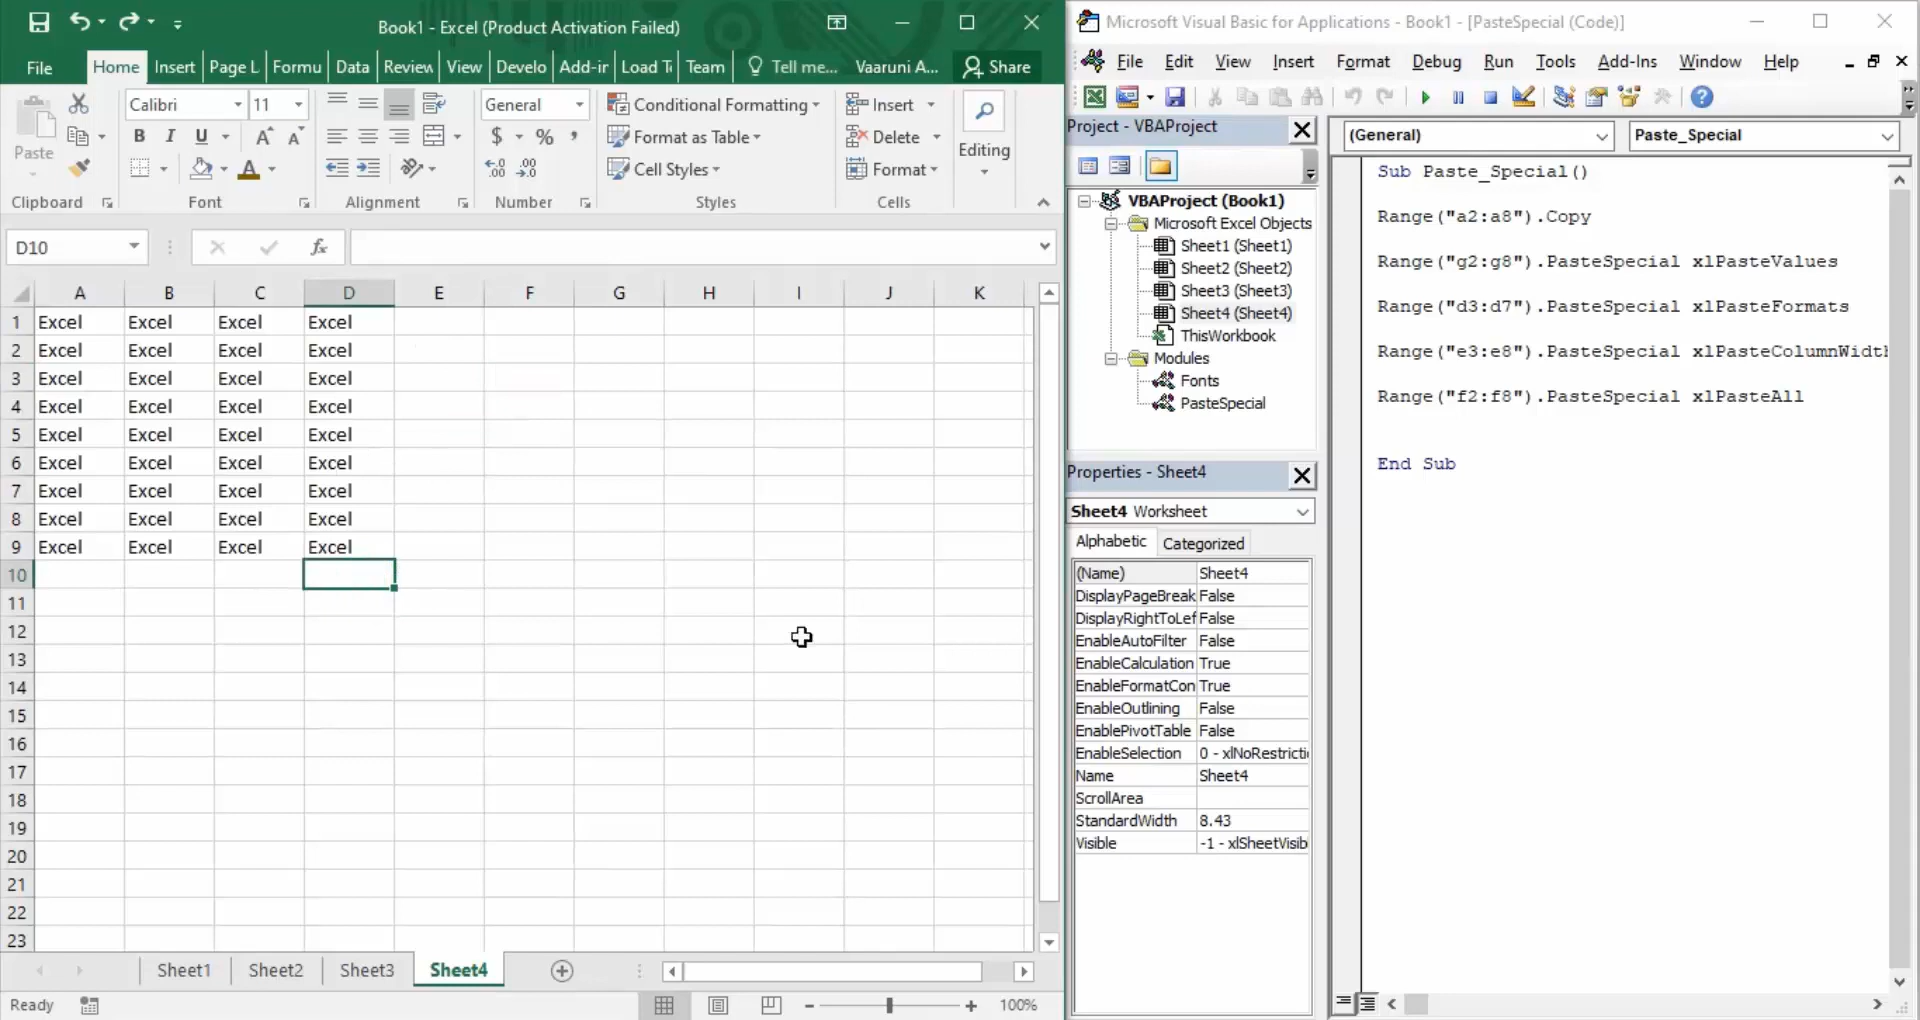 Book1 - Excel (Product Activation Failed)
File Home Insert Page L Formu Data Review View Develo Add-ir Load T Team Tell me... Vaaruni A... Share
Paste
Calibri 11
B I U A A A
General
$ % ,
Conditional Formatting
Format as Table
Cell Styles
Insert
Delete
Format
Editing
Clipboard Font Alignment Number Styles Cells
D10 fx
A B C D E F G H I J K
1 Excel Excel Excel Excel
2 Excel Excel Excel Excel
3 Excel Excel Excel Excel
4 Excel Excel Excel Excel
5 Excel Excel Excel Excel
6 Excel Excel Excel Excel
7 Excel Excel Excel Excel
8 Excel Excel Excel Excel
9 Excel Excel Excel Excel
10
11
12
13
14
15
16
17
18
19
20
21
22
23
Sheet1 Sheet2 Sheet3 Sheet4
Ready 100%
Microsoft Visual Basic for Applications - Book1 - [PasteSpecial (Code)]
File Edit View Insert Format Debug Run Tools Add-Ins Window Help
Project - VBAProject
VBAProject (Book1)
Microsoft Excel Objects
Sheet1 (Sheet1)
Sheet2 (Sheet2)
Sheet3 (Sheet3)
Sheet4 (Sheet4)
ThisWorkbook
Modules
Fonts
PasteSpecial
Properties - Sheet4
Sheet4 Worksheet
Alphabetic Categorized
(Name) Sheet4
DisplayPageBreak False
DisplayRightToLef False
EnableAutoFilter False
EnableCalculation True
EnableFormatCon True
EnableOutlining False
EnablePivotTable False
EnableSelection 0 - xlNoRestricti
Name Sheet4
ScrollArea
StandardWidth 8.43
Visible -1 - xlSheetVisib
(General) Paste_Special
Sub Paste_Special()
Range("a2:a8").Copy
Range("g2:g8").PasteSpecial xlPasteValues
Range("d3:d7").PasteSpecial xlPasteFormats
Range("e3:e8").PasteSpecial xlPasteColumnWidth
Range("f2:f8").PasteSpecial xlPasteAll
End Sub